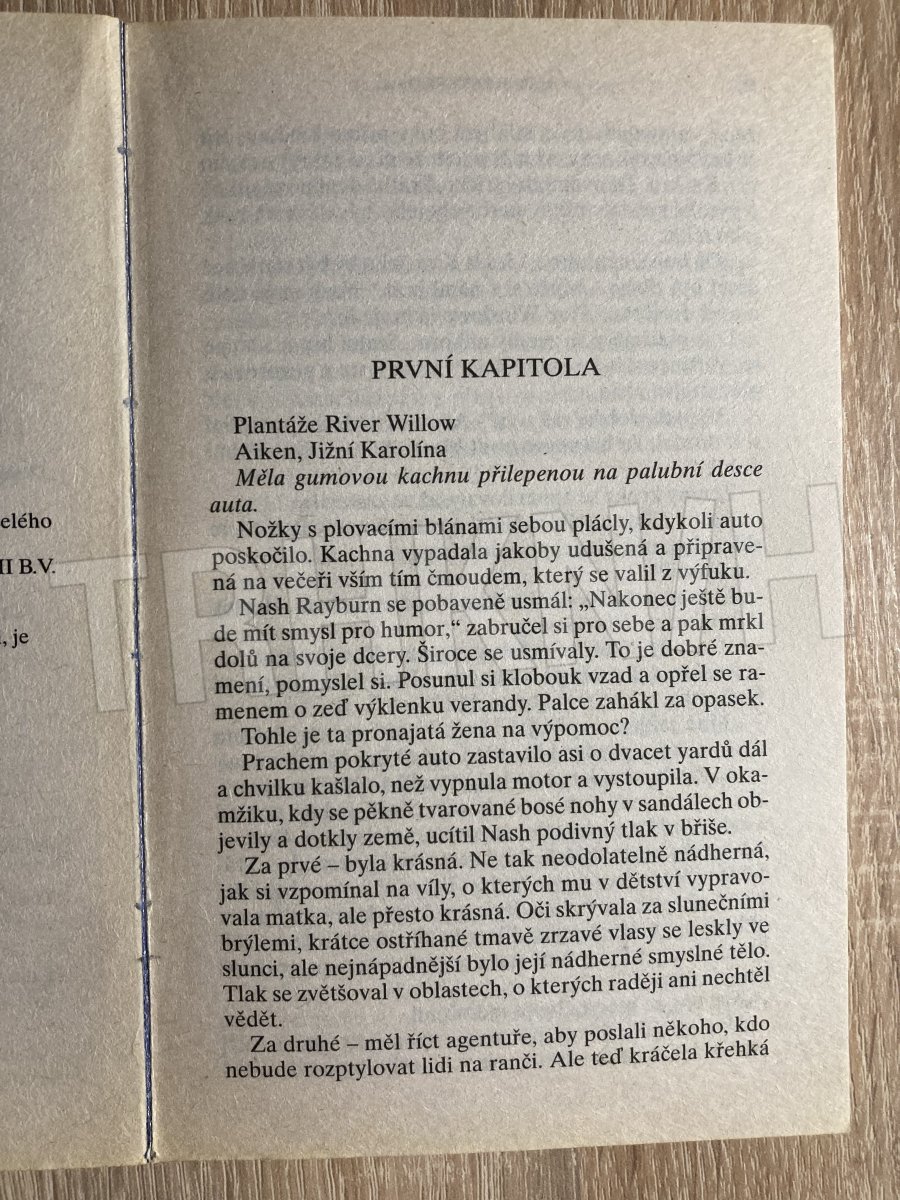 elého
II B.V.
, je
PRVNÍ KAPITOLA
Plantáže River Willow
Aiken, Jižní Karolína
Měla gumovou kachnu přilepenou na palubní desce
auta.
Nožky s plovacími blánami sebou plácly, kdykoli auto
poskočilo. Kachna vypadala jakoby udušená a připrave-
ná na večeři vším tím čmoudem, který se valil z výfuku.
Nash Rayburn se pobaveně usmál: „Nakonec ještě bu-
de mít smysl pro humor,“ zabručel si pro sebe a pak mrkl
dolů na svoje dcery. Široce se usmívaly. To je dobré zna-
mení, pomyslel si. Posunul si klobouk vzad a opřel se ra-
menem o zeď výklenku verandy. Palce zahákl za opasek.
Tohle je ta pronajatá žena na výpomoc?
Prachem pokryté auto zastavilo asi o dvacet yardů dál
a chvilku kašlalo, než vypnula motor a vystoupila. V oka-
mžiku, kdy se pěkně tvarované bosé nohy v sandálech ob-
jevily a dotkly země, ucítil Nash podivný tlak v břiše.
Za prvé – byla krásná. Ne tak neodolatelně nádherná,
jak si vzpomínal na víly, o kterých mu v dětství vypravo-
vala matka, ale přesto krásná. Oči skrývala za slunečními
brýlemi, krátce ostříhané tmavě zrzavé vlasy se leskly ve
slunci, ale nejnápadnější bylo její nádherné smyslné tělo.
Tlak se zvětšoval v oblastech, o kterých raději ani nechtěl
vědět.
Za druhé – měl říct agentuře, aby poslali někoho, kdo
nebude rozptylovat lidi na ranči. Ale teď kráčela křehká